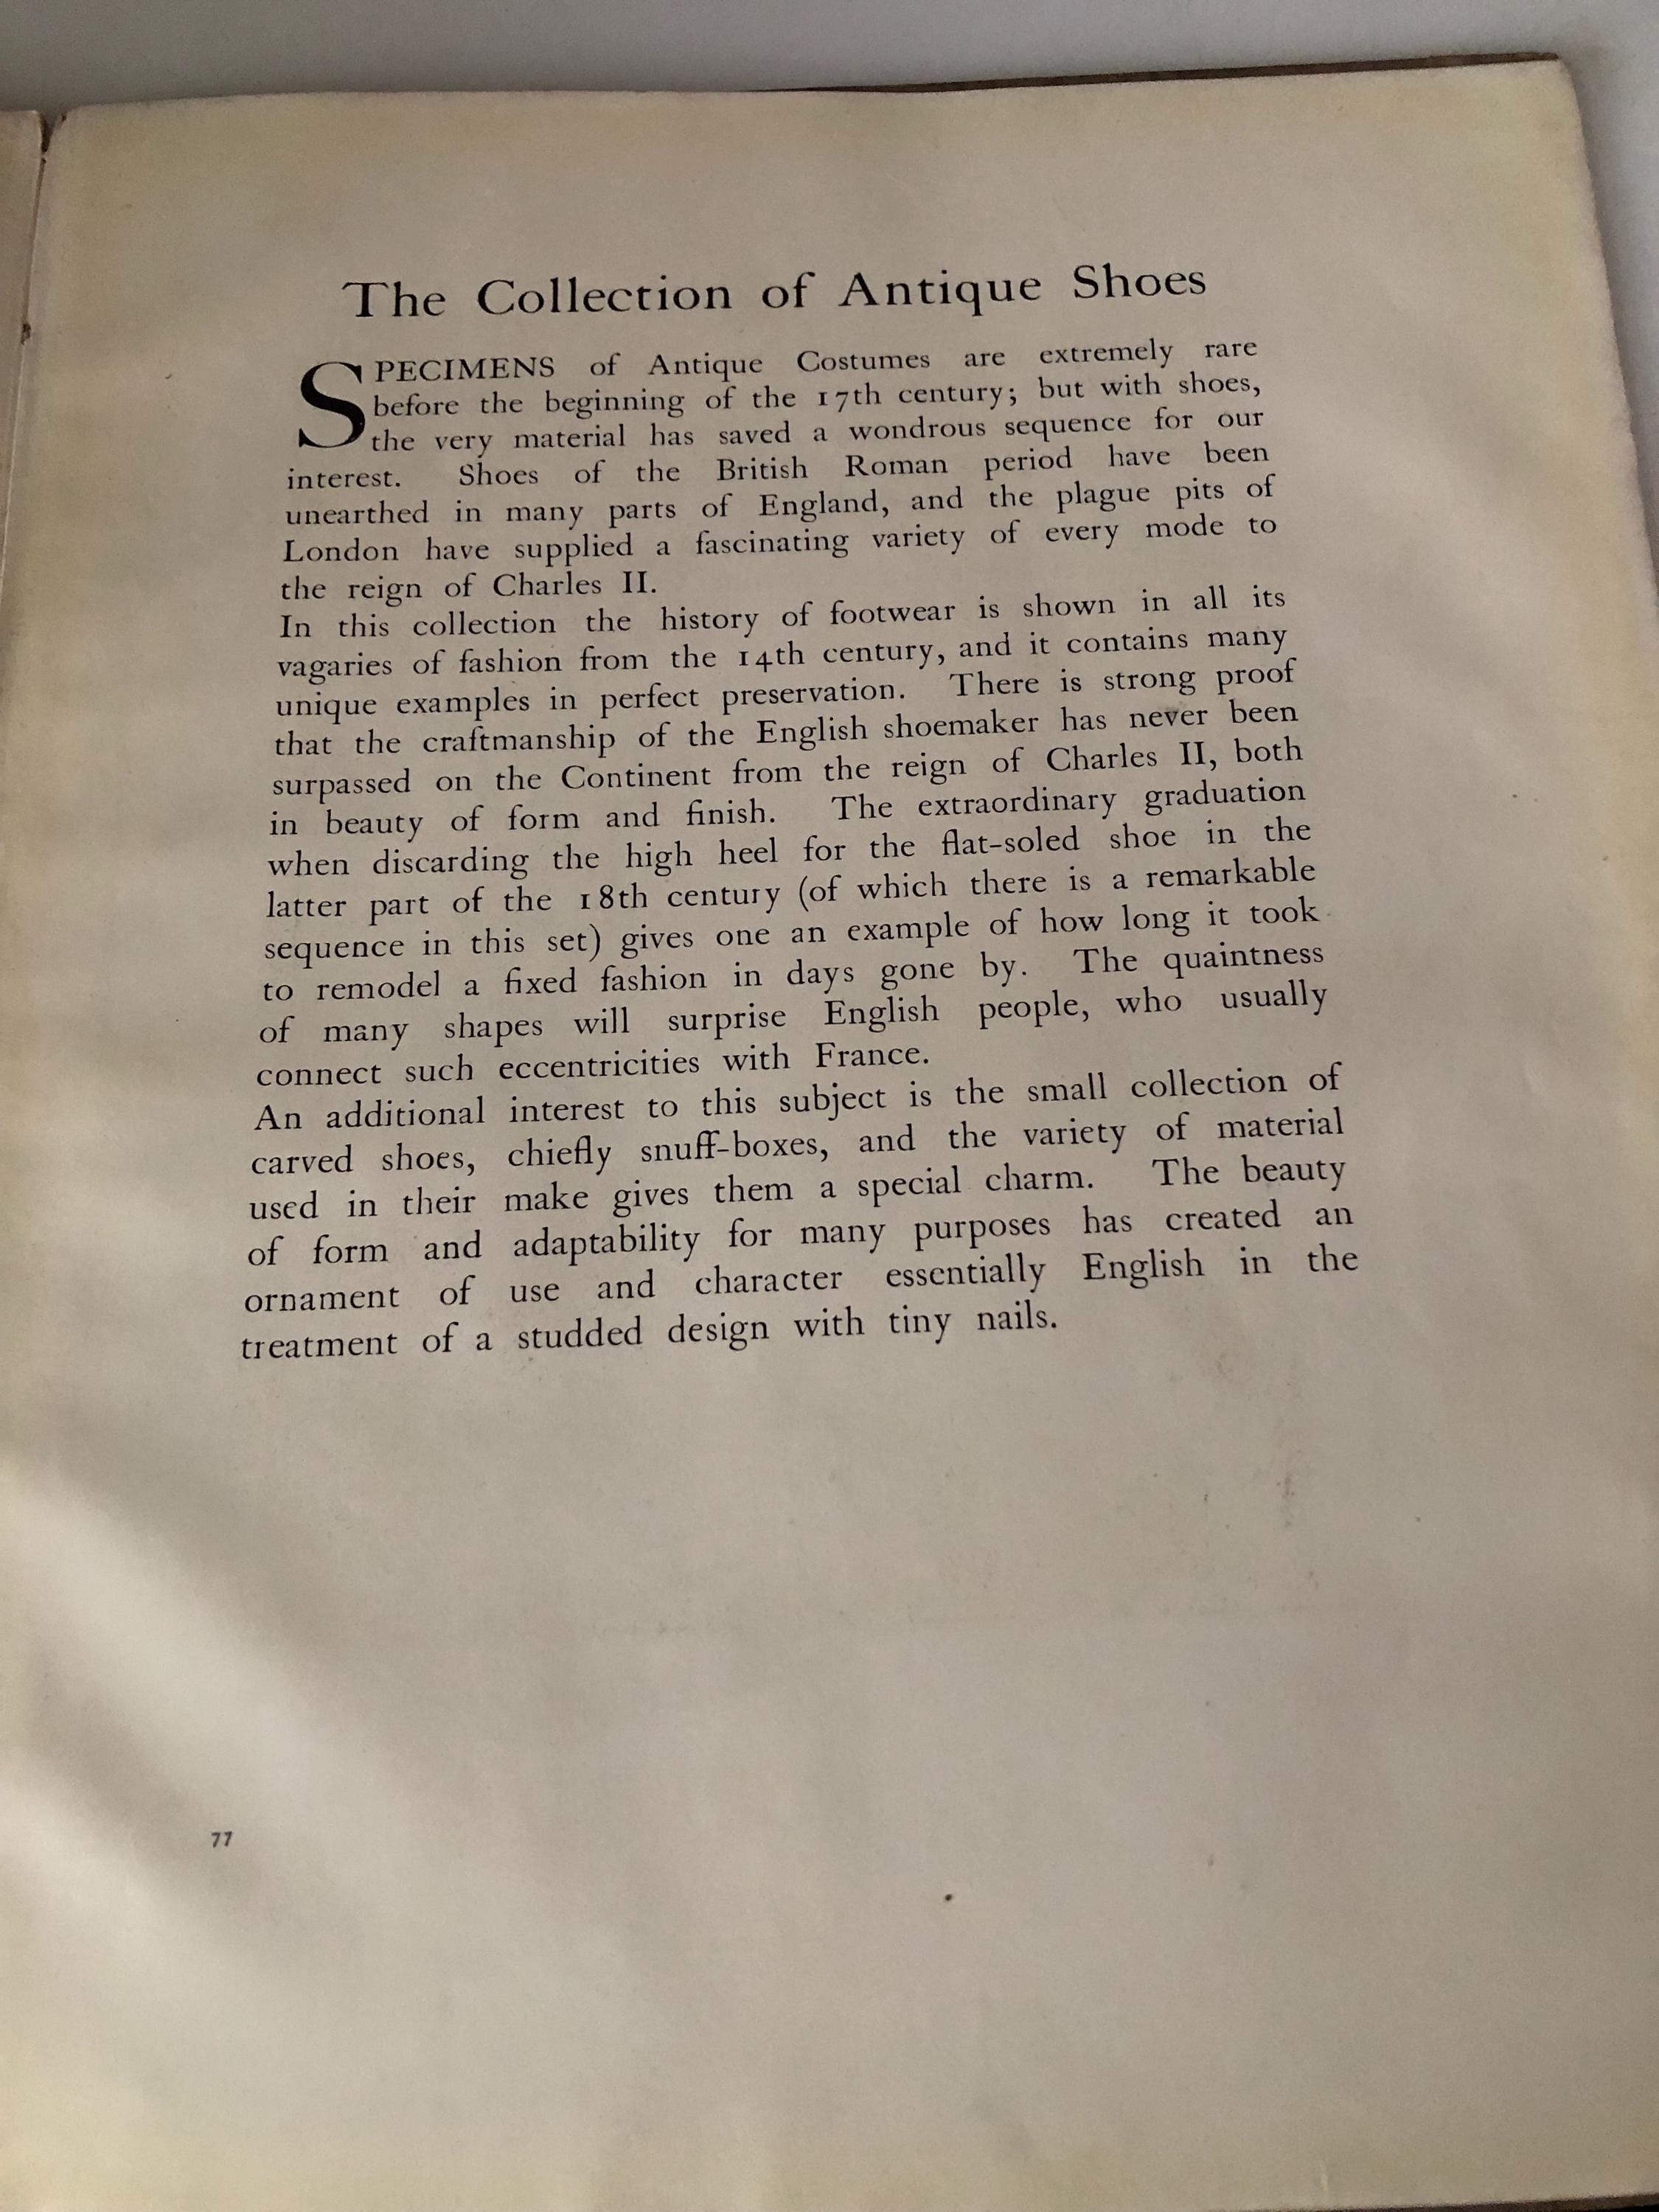 The Collection of Antique Shoes
SPECIMENS of Antique Costumes are extremely rare
before the beginning of the 17th century; but with shoes,
the very material has saved a wondrous sequence for our
interest. Shoes of the British Roman period have been
unearthed in many parts of England, and the plague pits of
London have supplied a fascinating variety of every mode to
the reign of Charles II.
In this collection the history of footwear is shown in all its
vagaries of fashion from the 14th century, and it contains many
unique examples in perfect preservation. There is strong proof
that the craftmanship of the English shoemaker has never been
surpassed on the Continent from the reign of Charles II, both
in beauty of form and finish. The extraordinary graduation
when discarding the high heel for the flat-soled shoe in the
latter part of the 18th century (of which there is a remarkable
sequence in this set) gives one an example of how long it took
to remodel a fixed fashion in days gone by. The quaintness
of many shapes will surprise English people, who usually
connect such eccentricities with France.
An additional interest to this subject is the small collection of
carved shoes, chiefly snuff-boxes, and the variety of material
used in their make gives them a special charm. The beauty
of form and adaptability for many purposes has created an
ornament of use and character essentially English in the
treatment of a studded design with tiny nails.
77